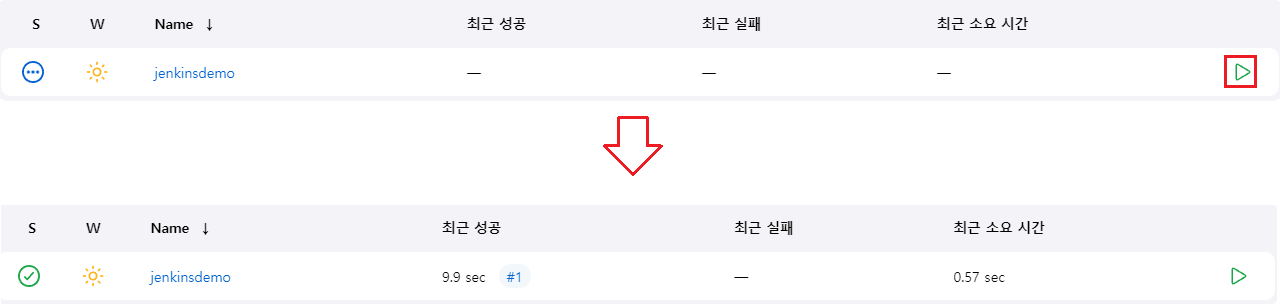 S W Name ↓ 최근 성공 최근 실패 최근 소요 시간
jenkinsdemo — — —
S W Name ↓ 최근 성공 최근 실패 최근 소요 시간
jenkinsdemo 9.9 sec #1 — 0.57 sec